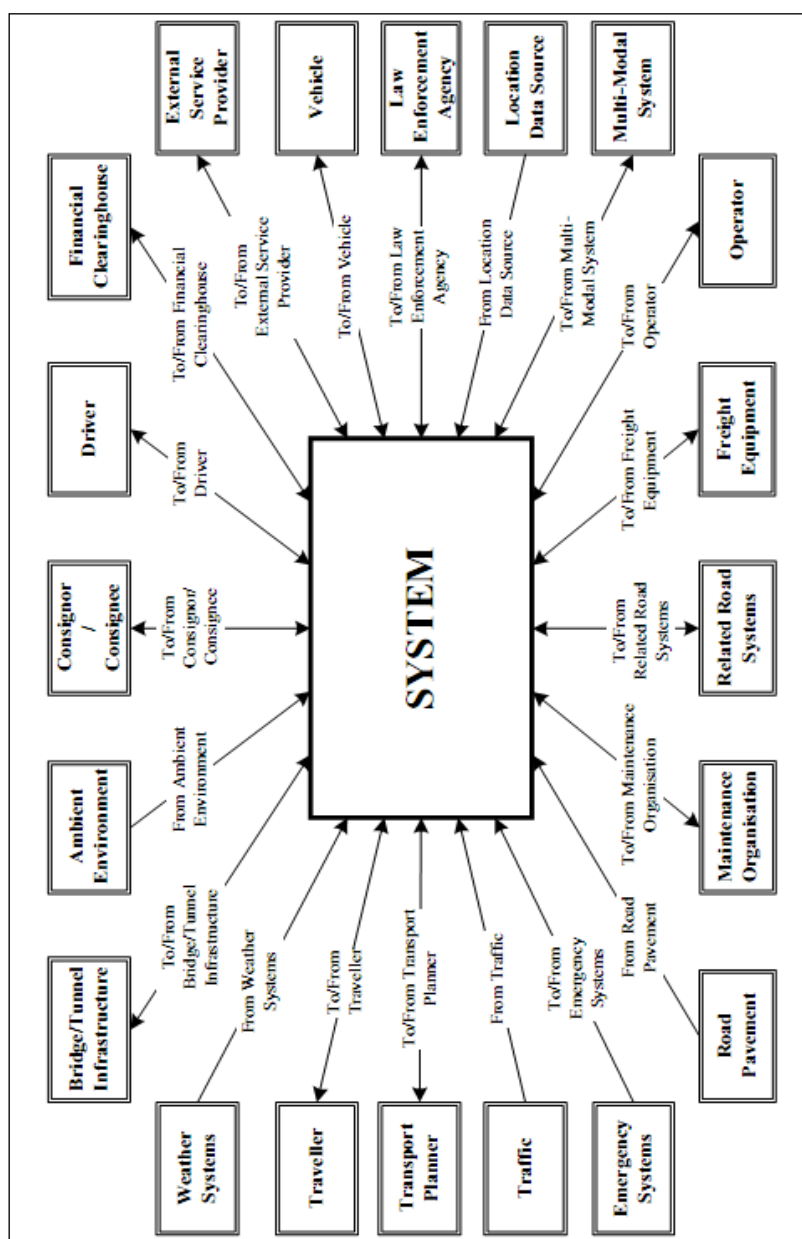 Bridge/Tunnel
Infrastructure
Ambient
Environment
Consignor
/
Consignee
Driver
Financial
Clearinghouse
To/From
Bridge/Tunnel
Infrastructure
From Ambient
Environment
To/From
Consignor/
Consignee
To/From
Driver
To/From Financial
Clearinghouse
Weather
Systems
From Weather
Systems
To/From
External Service
Provider
External
Service
Provider
Traveller
To/From
Traveller
To/From Vehicle
Vehicle
Transport
Planner
To/From Transport
Planner
SYSTEM
To/From Law
Enforcement
Agency
Law
Enforcement
Agency
Traffic
From Traffic
From Location
Data Source
Location
Data Source
Emergency
Systems
To/From
Emergency
Systems
To/From Multi-
Modal System
Multi-Modal
System
From Road
Pavement
To/From Maintenance
Organisation
To/From
Related Road
Systems
To/From Freight
Equipment
To/From
Operator
Road
Pavement
Maintenance
Organisation
Related Road
Systems
Freight
Equipment
Operator